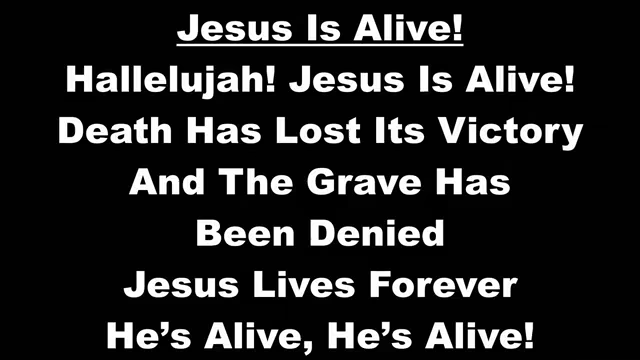 Jesus Is Alive!
Hallelujah! Jesus Is Alive!
Death Has Lost Its Victory
And The Grave Has
Been Denied
Jesus Lives Forever
He’s Alive, He’s Alive!